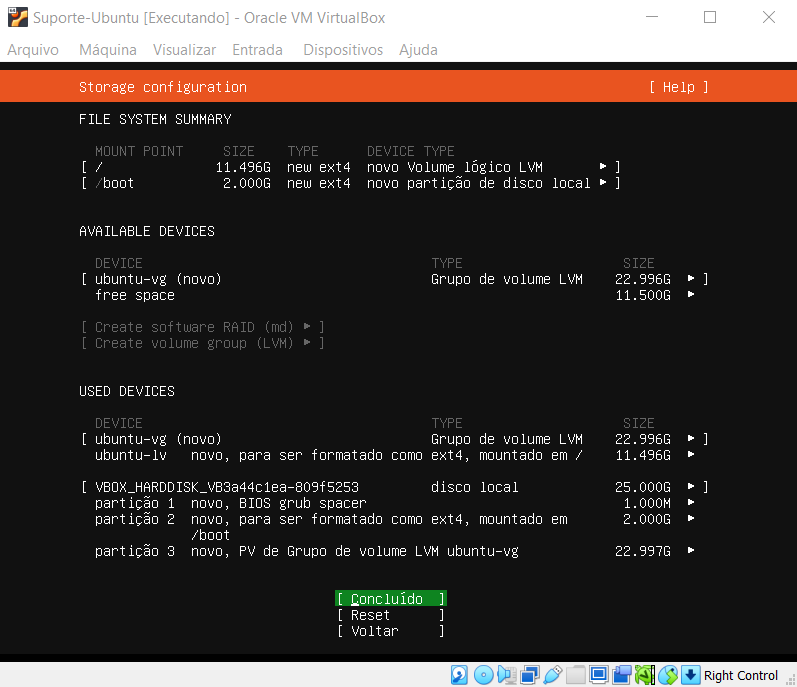 Suporte-Ubuntu [Executando] - Oracle VM VirtualBox
Arquivo Máquina Visualizar Entrada Dispositivos Ajuda
Storage configuration [ Help ]
FILE SYSTEM SUMMARY
MOUNT POINT SIZE TYPE DEVICE TYPE
[ / 11.496G new ext4 novo Volume lógico LVM ▸ ]
[ /boot 2.000G new ext4 novo partição de disco local ▸ ]
AVAILABLE DEVICES
DEVICE TYPE SIZE
[ ubuntu-vg (novo) Grupo de volume LVM 22.996G ▸ ]
free space 11.500G ▸
[ Create software RAID (md) ▸ ]
[ Create volume group (LVM) ▸ ]
USED DEVICES
DEVICE TYPE SIZE
[ ubuntu-vg (novo) Grupo de volume LVM 22.996G ▸ ]
ubuntu-lv novo, para ser formatado como ext4, mountado em / 11.496G ▸
[ VBOX_HARDDISK_VB3a44c1ea-809f5253 disco local 25.000G ▸ ]
partição 1 novo, BIOS grub spacer 1.000M ▸
partição 2 novo, para ser formatado como ext4, mountado em 2.000G ▸
/boot
partição 3 novo, PV de Grupo de volume LVM ubuntu-vg 22.997G ▸
[ Concluído ]
[ Reset ]
[ Voltar ]
Right Control